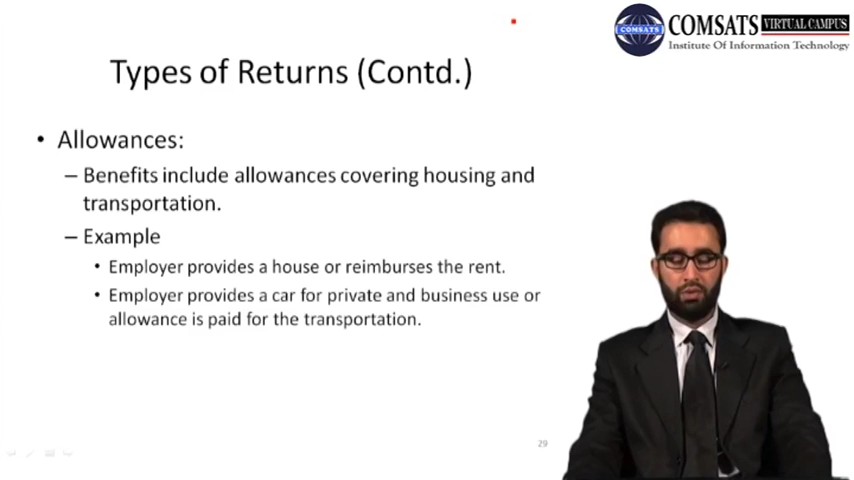 COMSATS VIRTUAL CAMPUS
COMSATS
Institute Of Information Technology
Types of Returns (Contd.)
• Allowances:
– Benefits include allowances covering housing and
transportation.
– Example
• Employer provides a house or reimburses the rent.
• Employer provides a car for private and business use or
allowance is paid for the transportation.
29